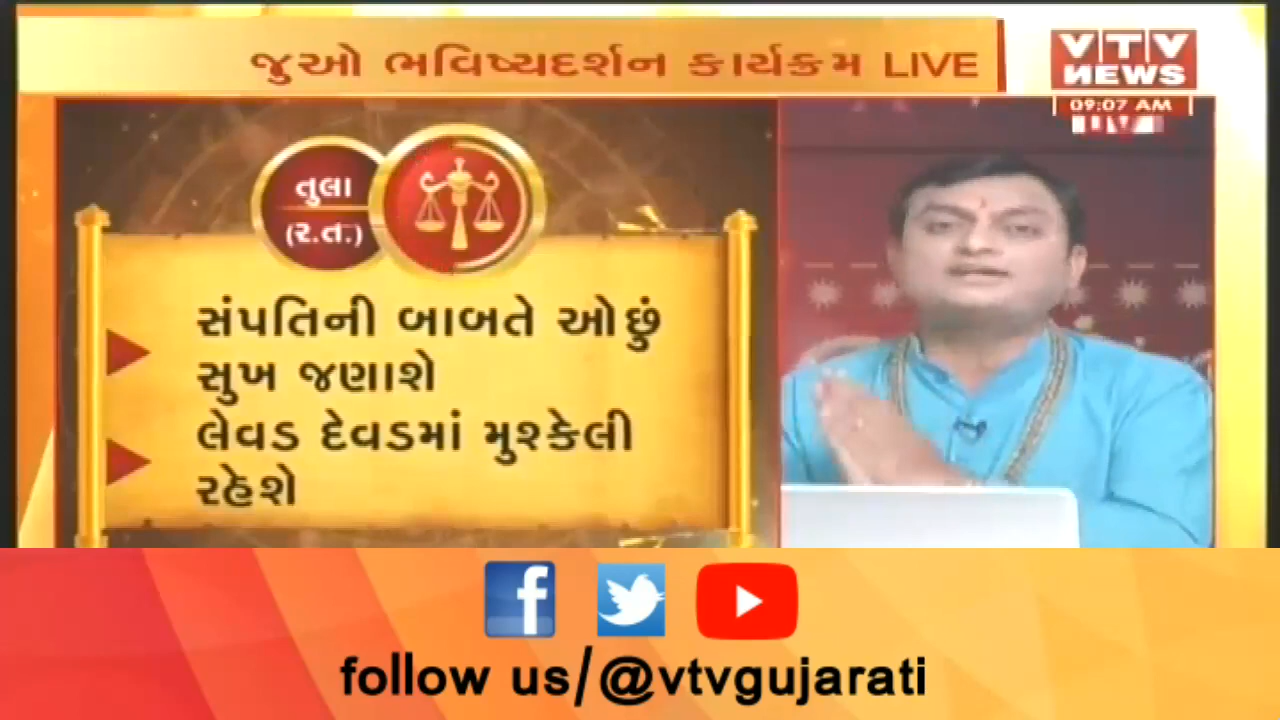 જુઓ ભવિષ્યદર્શન કાર્યક્રમ LIVE
VTV
NEWS
09:07 AM
તુલા
(ર.ત.)
સંપતિની બાબતે ઓછું
સુખ જણાશે
લેવડ દેવડમાં મુશ્કેલી
રહેશે
follow us/@vtvgujarati